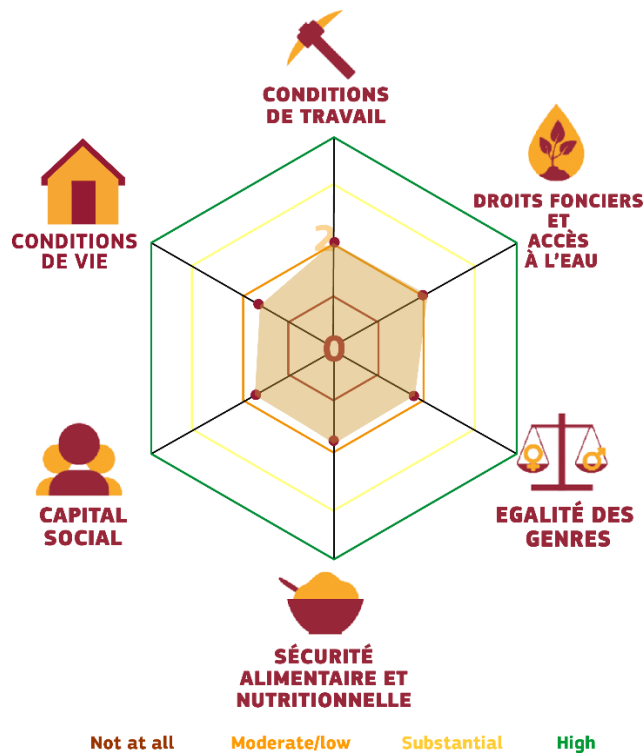 CONDITIONS
DE TRAVAIL
DROITS FONCIERS
ET
ACCÈS
À L'EAU
CONDITIONS
DE VIE
2
0
CAPITAL
SOCIAL
EGALITÉ DES
GENRES
SÉCURITÉ
ALIMENTAIRE ET
NUTRITIONNELLE
Not at all Moderate/low Substantial High